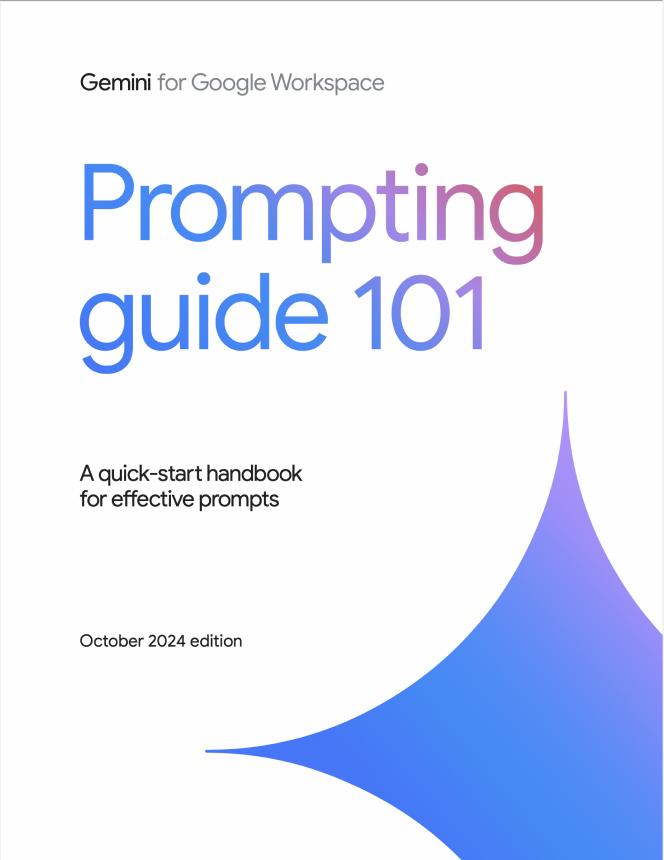 Gemini for Google Workspace
Prompting
guide 101
A quick-start handbook
for effective prompts
October 2024 edition